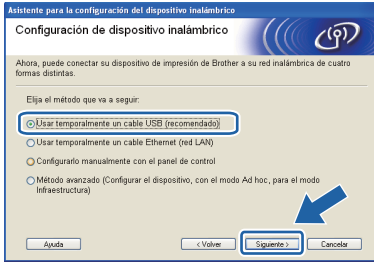 Asistente para la configuración del dispositivo inalámbrico
Configuración de dispositivo inalámbrico
Ahora, puede conectar su dispositivo de impresión de Brother a su red inalámbrica de cuatro
formas distintas.
Elija el método que va a seguir:
Usar temporalmente un cable USB (recomendado)
Usar temporalmente un cable Ethernet (red LAN)
Configurarlo manualmente con el panel de control
Método avanzado (Configurar el dispositivo, con el modo Ad hoc, para el modo
Infraestructura)
Ayuda
< Volver
Siguiente >
Cancelar